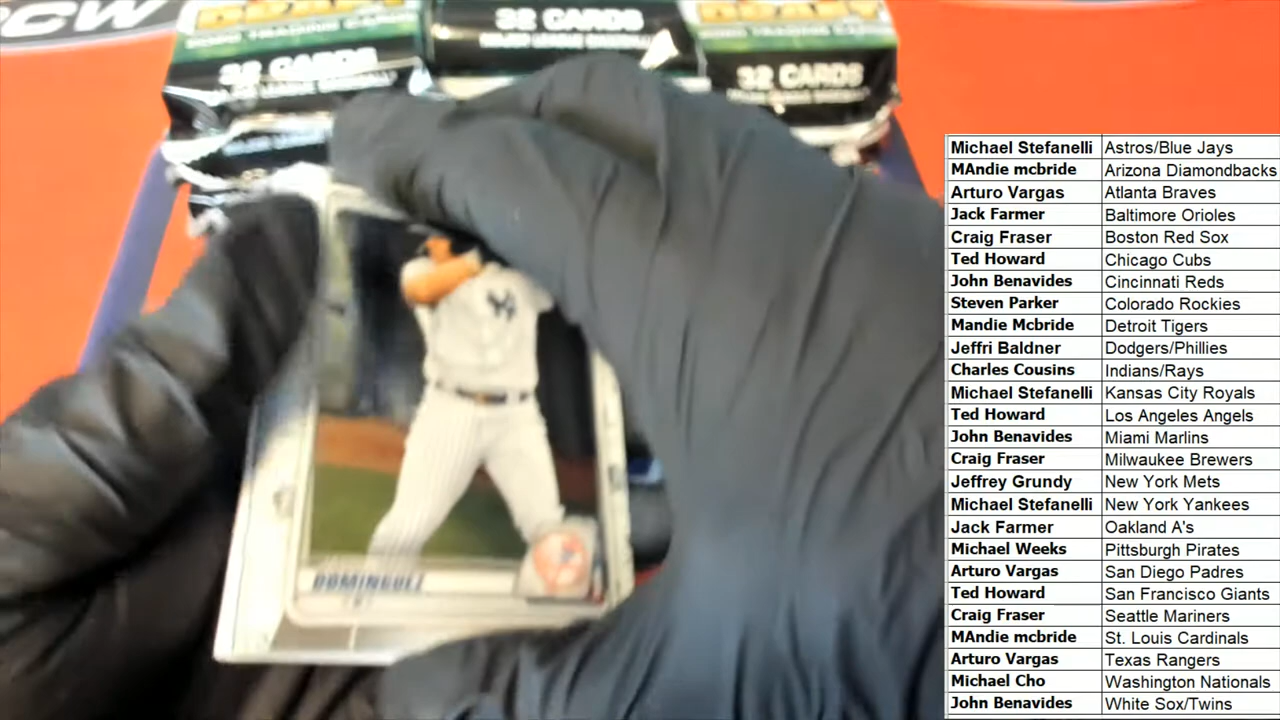 CW
32 CARDS
32 CARDS
32 CARDS
DOMINGUEZ
Michael Stefanelli Astros/Blue Jays
MAndie mcbride Arizona Diamondbacks
Arturo Vargas Atlanta Braves
Jack Farmer Baltimore Orioles
Craig Fraser Boston Red Sox
Ted Howard Chicago Cubs
John Benavides Cincinnati Reds
Steven Parker Colorado Rockies
Mandie Mcbride Detroit Tigers
Jeffri Baldner Dodgers/Phillies
Charles Cousins Indians/Rays
Michael Stefanelli Kansas City Royals
Ted Howard Los Angeles Angels
John Benavides Miami Marlins
Craig Fraser Milwaukee Brewers
Jeffrey Grundy New York Mets
Michael Stefanelli New York Yankees
Jack Farmer Oakland A's
Michael Weeks Pittsburgh Pirates
Arturo Vargas San Diego Padres
Ted Howard San Francisco Giants
Craig Fraser Seattle Mariners
MAndie mcbride St. Louis Cardinals
Arturo Vargas Texas Rangers
Michael Cho Washington Nationals
John Benavides White Sox/Twins